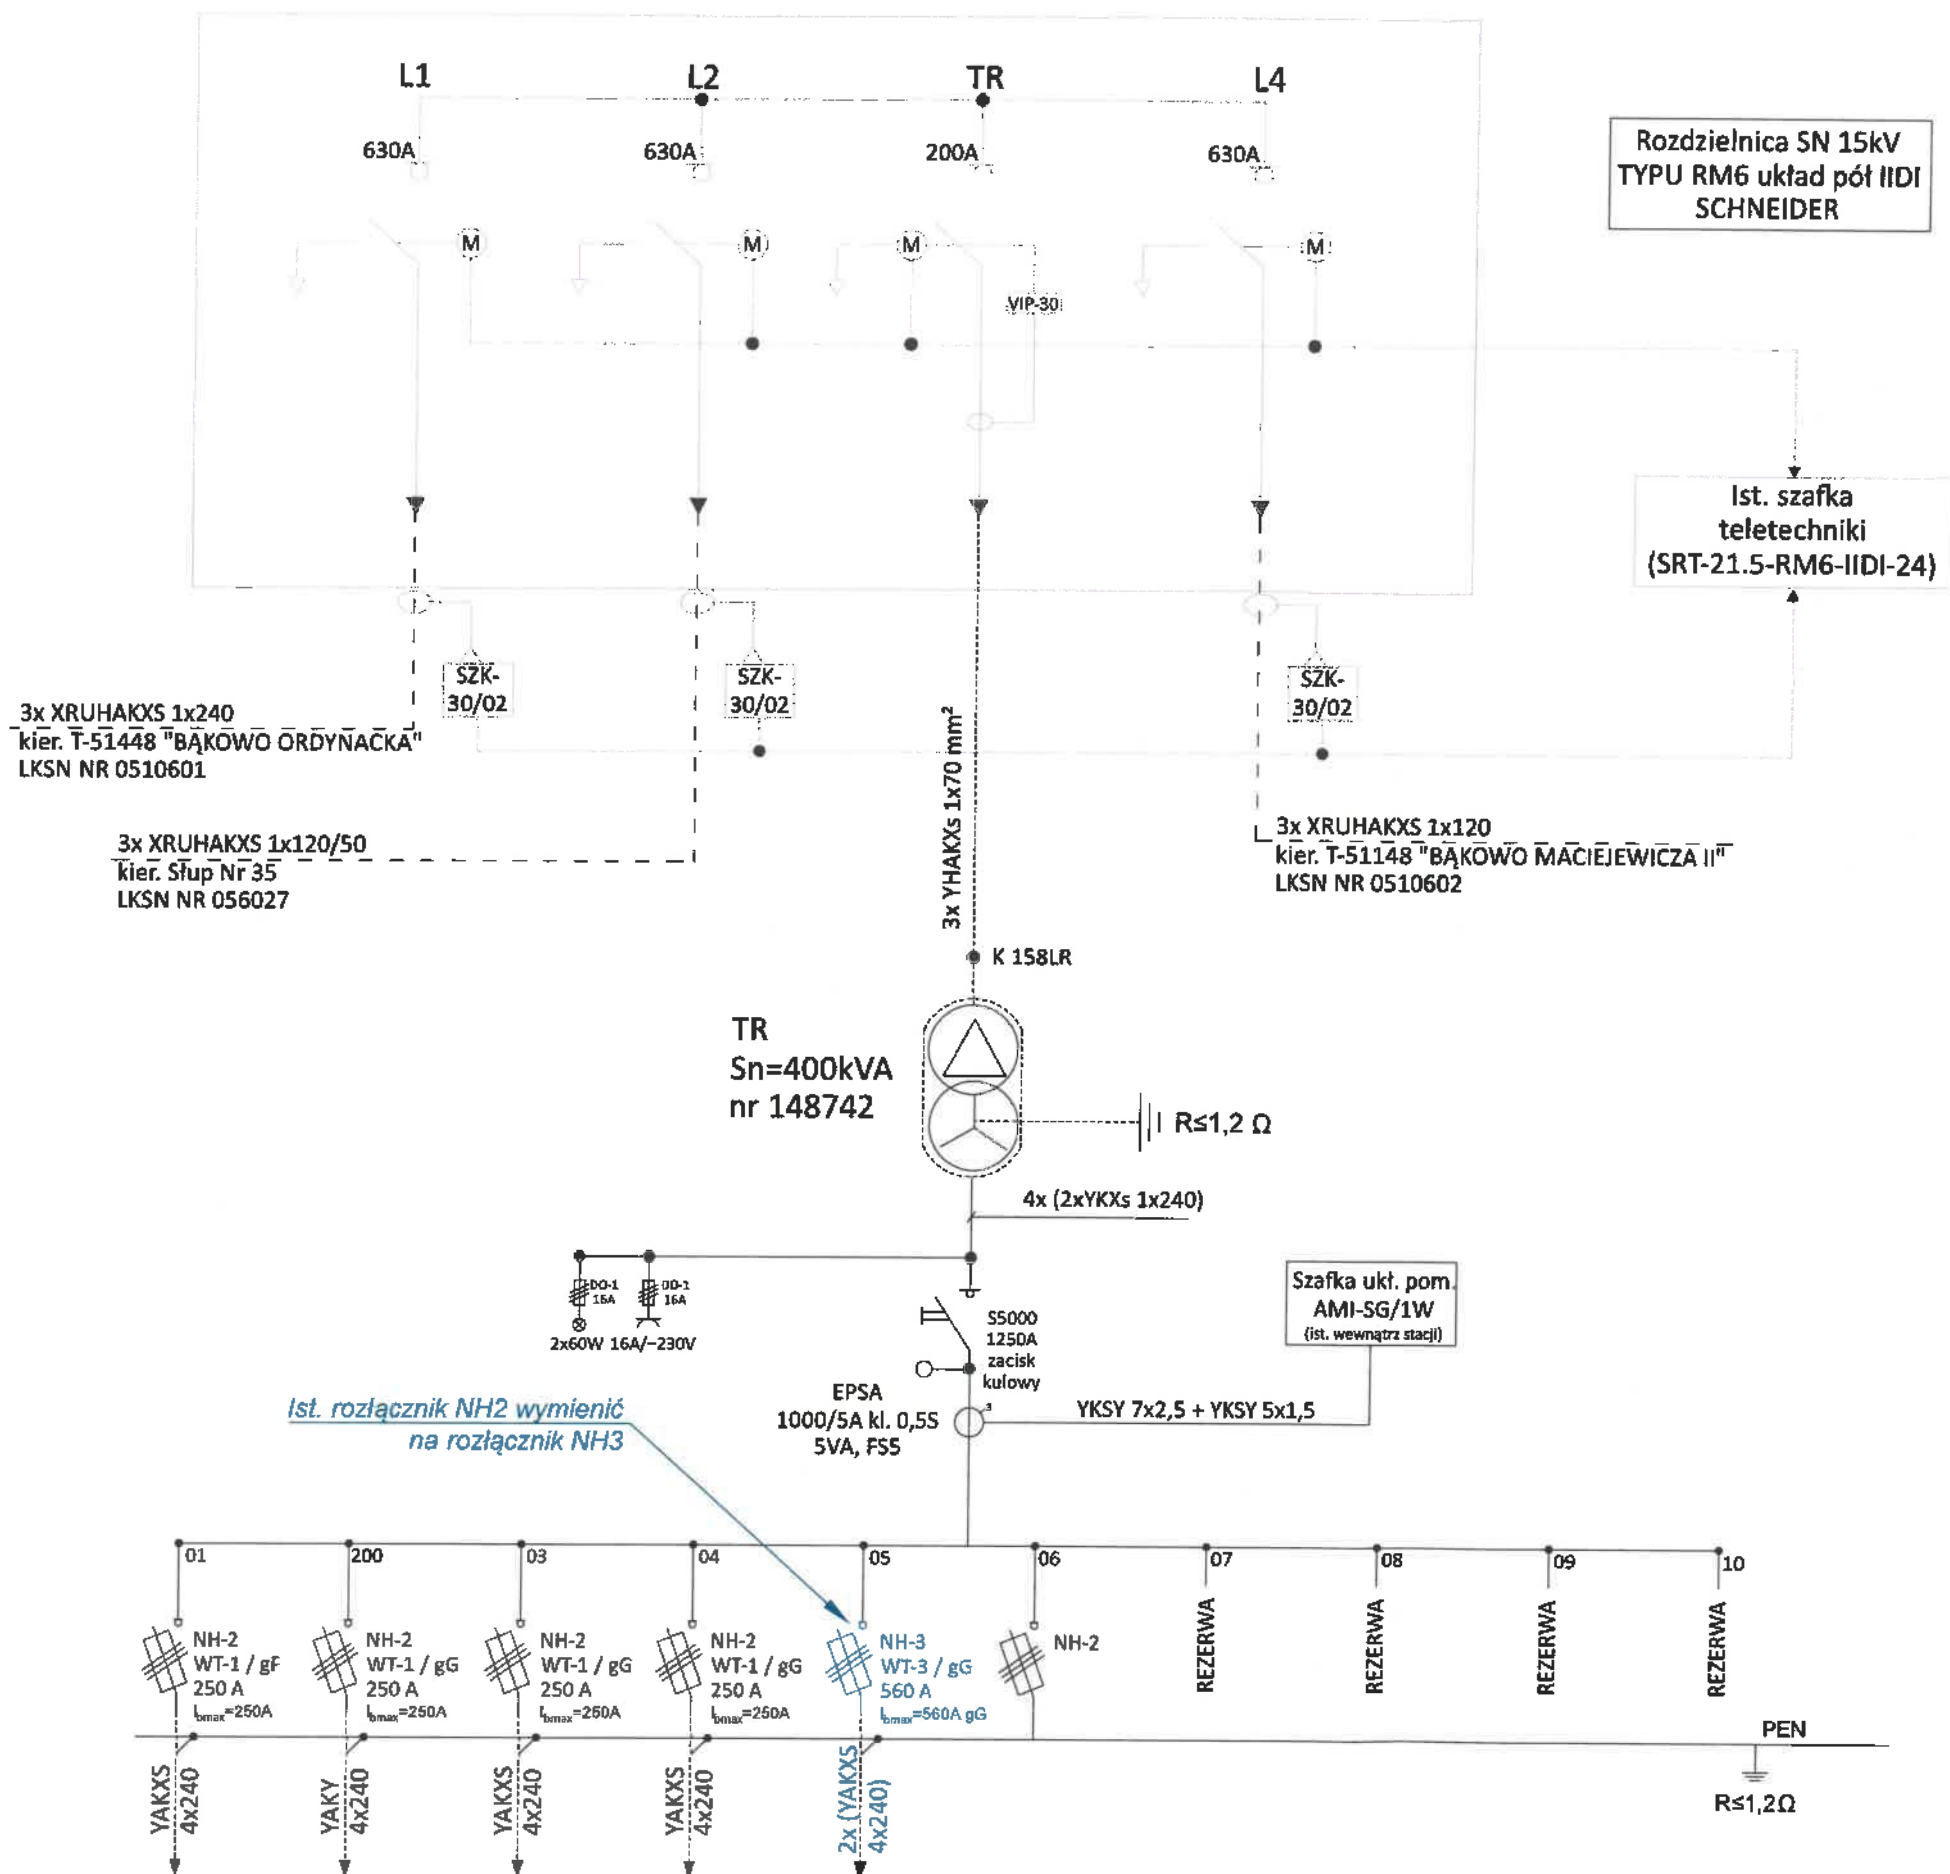 L1
L2
TR
L4
630A
630A
200A
630A
Rozdzielnica SN 15kV
TYPU RM6 układ pół IIDI
SCHNEIDER
M
M
M
M
VIP-30
Ist. szafka
teletechniki
(SRT-21.5-RM6-IIDI-24)
SZK-
30/02
SZK-
30/02
SZK-
30/02
3x XRUHAKXS 1x240
kier. T-51448 "BĄKOWO ORDYNACKA"
LKSN NR 0510601
3x XRUHAKXS 1x120/50
kier. Słup Nr 35
LKSN NR 056027
3x YHAKXs 1x70 mm²
3x XRUHAKXS 1x120
kier. T-51148 "BĄKOWO MACIEJEWICZA II"
LKSN NR 0510602
K 158LR
TR
Sn=400kVA
nr 148742
R≤1,2 Ω
4x (2xYKXs 1x240)
DO-1
16A
DO-1
16A
2x60W 16A/~230V
S5000
1250A
zacisk
kulowy
Szafka ukł. pom.
AMI-SG/1W
(ist. wewnątrz stacji)
EPSA
1000/5A kl. 0,5S
5VA, FS5
3
YKSY 7x2,5 + YKSY 5x1,5
Ist. rozłącznik NH2 wymienić
na rozłącznik NH3
01
200
03
04
05
06
07
08
09
10
NH-2
WT-1 / gF
250 A
Ibmax=250A
NH-2
WT-1 / gG
250 A
Ibmax=250A
NH-2
WT-1 / gG
250 A
Ibmax=250A
NH-2
WT-1 / gG
250 A
Ibmax=250A
NH-3
WT-3 / gG
560 A
Ibmax=560A gG
NH-2
REZERWA
REZERWA
REZERWA
REZERWA
PEN
R≤1,2Ω
YAKXS
4x240
YAKY
4x240
YAKXS
4x240
YAKXS
4x240
2x (YAKXS
4x240)